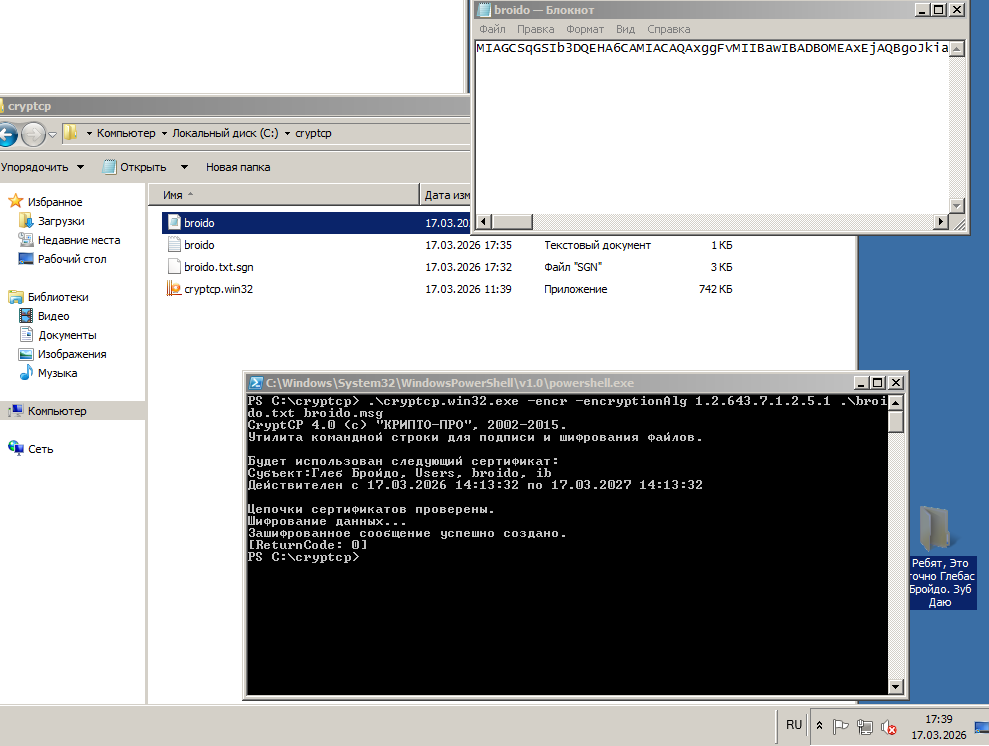 broido — Блокнот
Файл Правка Формат Вид Справка
MIAGCSqGSIb3DQEHA6CAMIACAQAxggFvMIIBawIBADBOMEAxEjAQBgoJkia
cryptcp
Компьютер Локальный диск (C:) cryptcp
Упорядочить Открыть Новая папка
Избранное
Загрузки
Недавние места
Рабочий стол
Библиотеки
Видео
Документы
Изображения
Музыка
Компьютер
Сеть
Имя Дата изм
broido 17.03.20
broido 17.03.2026 17:35 Текстовый документ 1 КБ
broido.txt.sgn 17.03.2026 17:32 Файл "SGN" 3 КБ
cryptcp.win32 17.03.2026 11:39 Приложение 742 КБ
C:\Windows\System32\WindowsPowerShell\v1.0\powershell.exe
PS C:\cryptcp> .\cryptcp.win32.exe -encr -encryptionAlg 1.2.643.7.1.2.5.1 .\broi
do.txt broido.msg
CryptCP 4.0 (c) "КРИПТО-ПРО", 2002-2015.
Утилита командной строки для подписи и шифрования файлов.
Будет использован следующий сертификат:
Субъект:Глеб Бройдо, Users, broido, ib
Действителен с 17.03.2026 14:13:32 по 17.03.2027 14:13:32
Цепочки сертификатов проверены.
Шифрование данных...
Зашифрованное сообщение успешно создано.
[ReturnCode: 0]
PS C:\cryptcp>
Ребят, Это
точно Глебас
Бройдо. Зуб
Даю
RU
17:39
17.03.2026